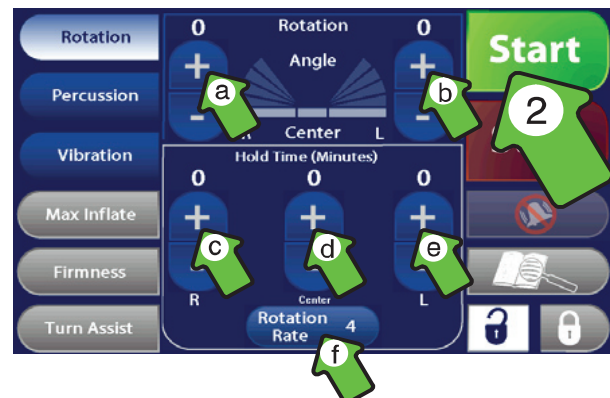 Rotation
Percussion
Vibration
Max Inflate
Firmness
Turn Assist
0 Rotation 0
+ Angle +
a
b
- Center L -
Hold Time (Minutes)
0 0 0
+ + +
c
d
e
R Center L
Rotation
Rate 4
f
Start
2